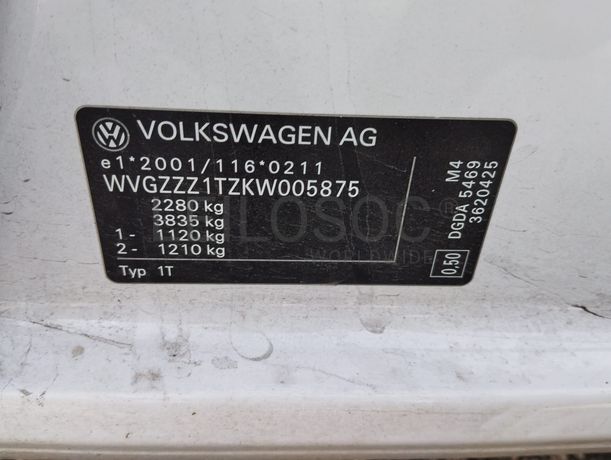 VOLKSWAGEN AG
e1*2001/116*0211
WVGZZZ1TZKW005875
2280 kg
3835 kg
1- 1120 kg
2- 1210 kg
Typ 1T
M4
DGDA 5469
3620425
0.50
WORLDWIDE